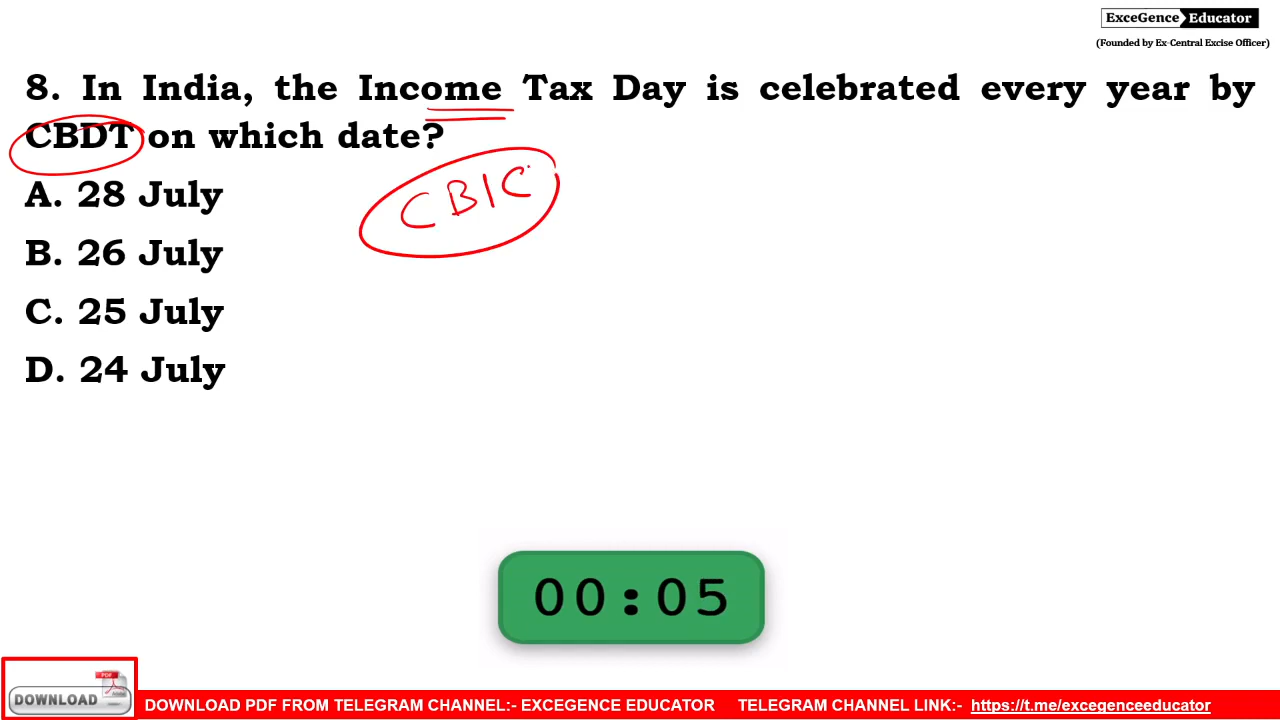 ExceGence Educator
(Founded by Ex-Central Excise Officer)
8. In India, the Income Tax Day is celebrated every year by
CBDT on which date?
CBIC
A. 28 July
B. 26 July
C. 25 July
D. 24 July
00:05
PDF
Adobe
DOWNLOAD
DOWNLOAD PDF FROM TELEGRAM CHANNEL:- EXCEGENCE EDUCATOR TELEGRAM CHANNEL LINK:- https://t.me/excegenceeducator